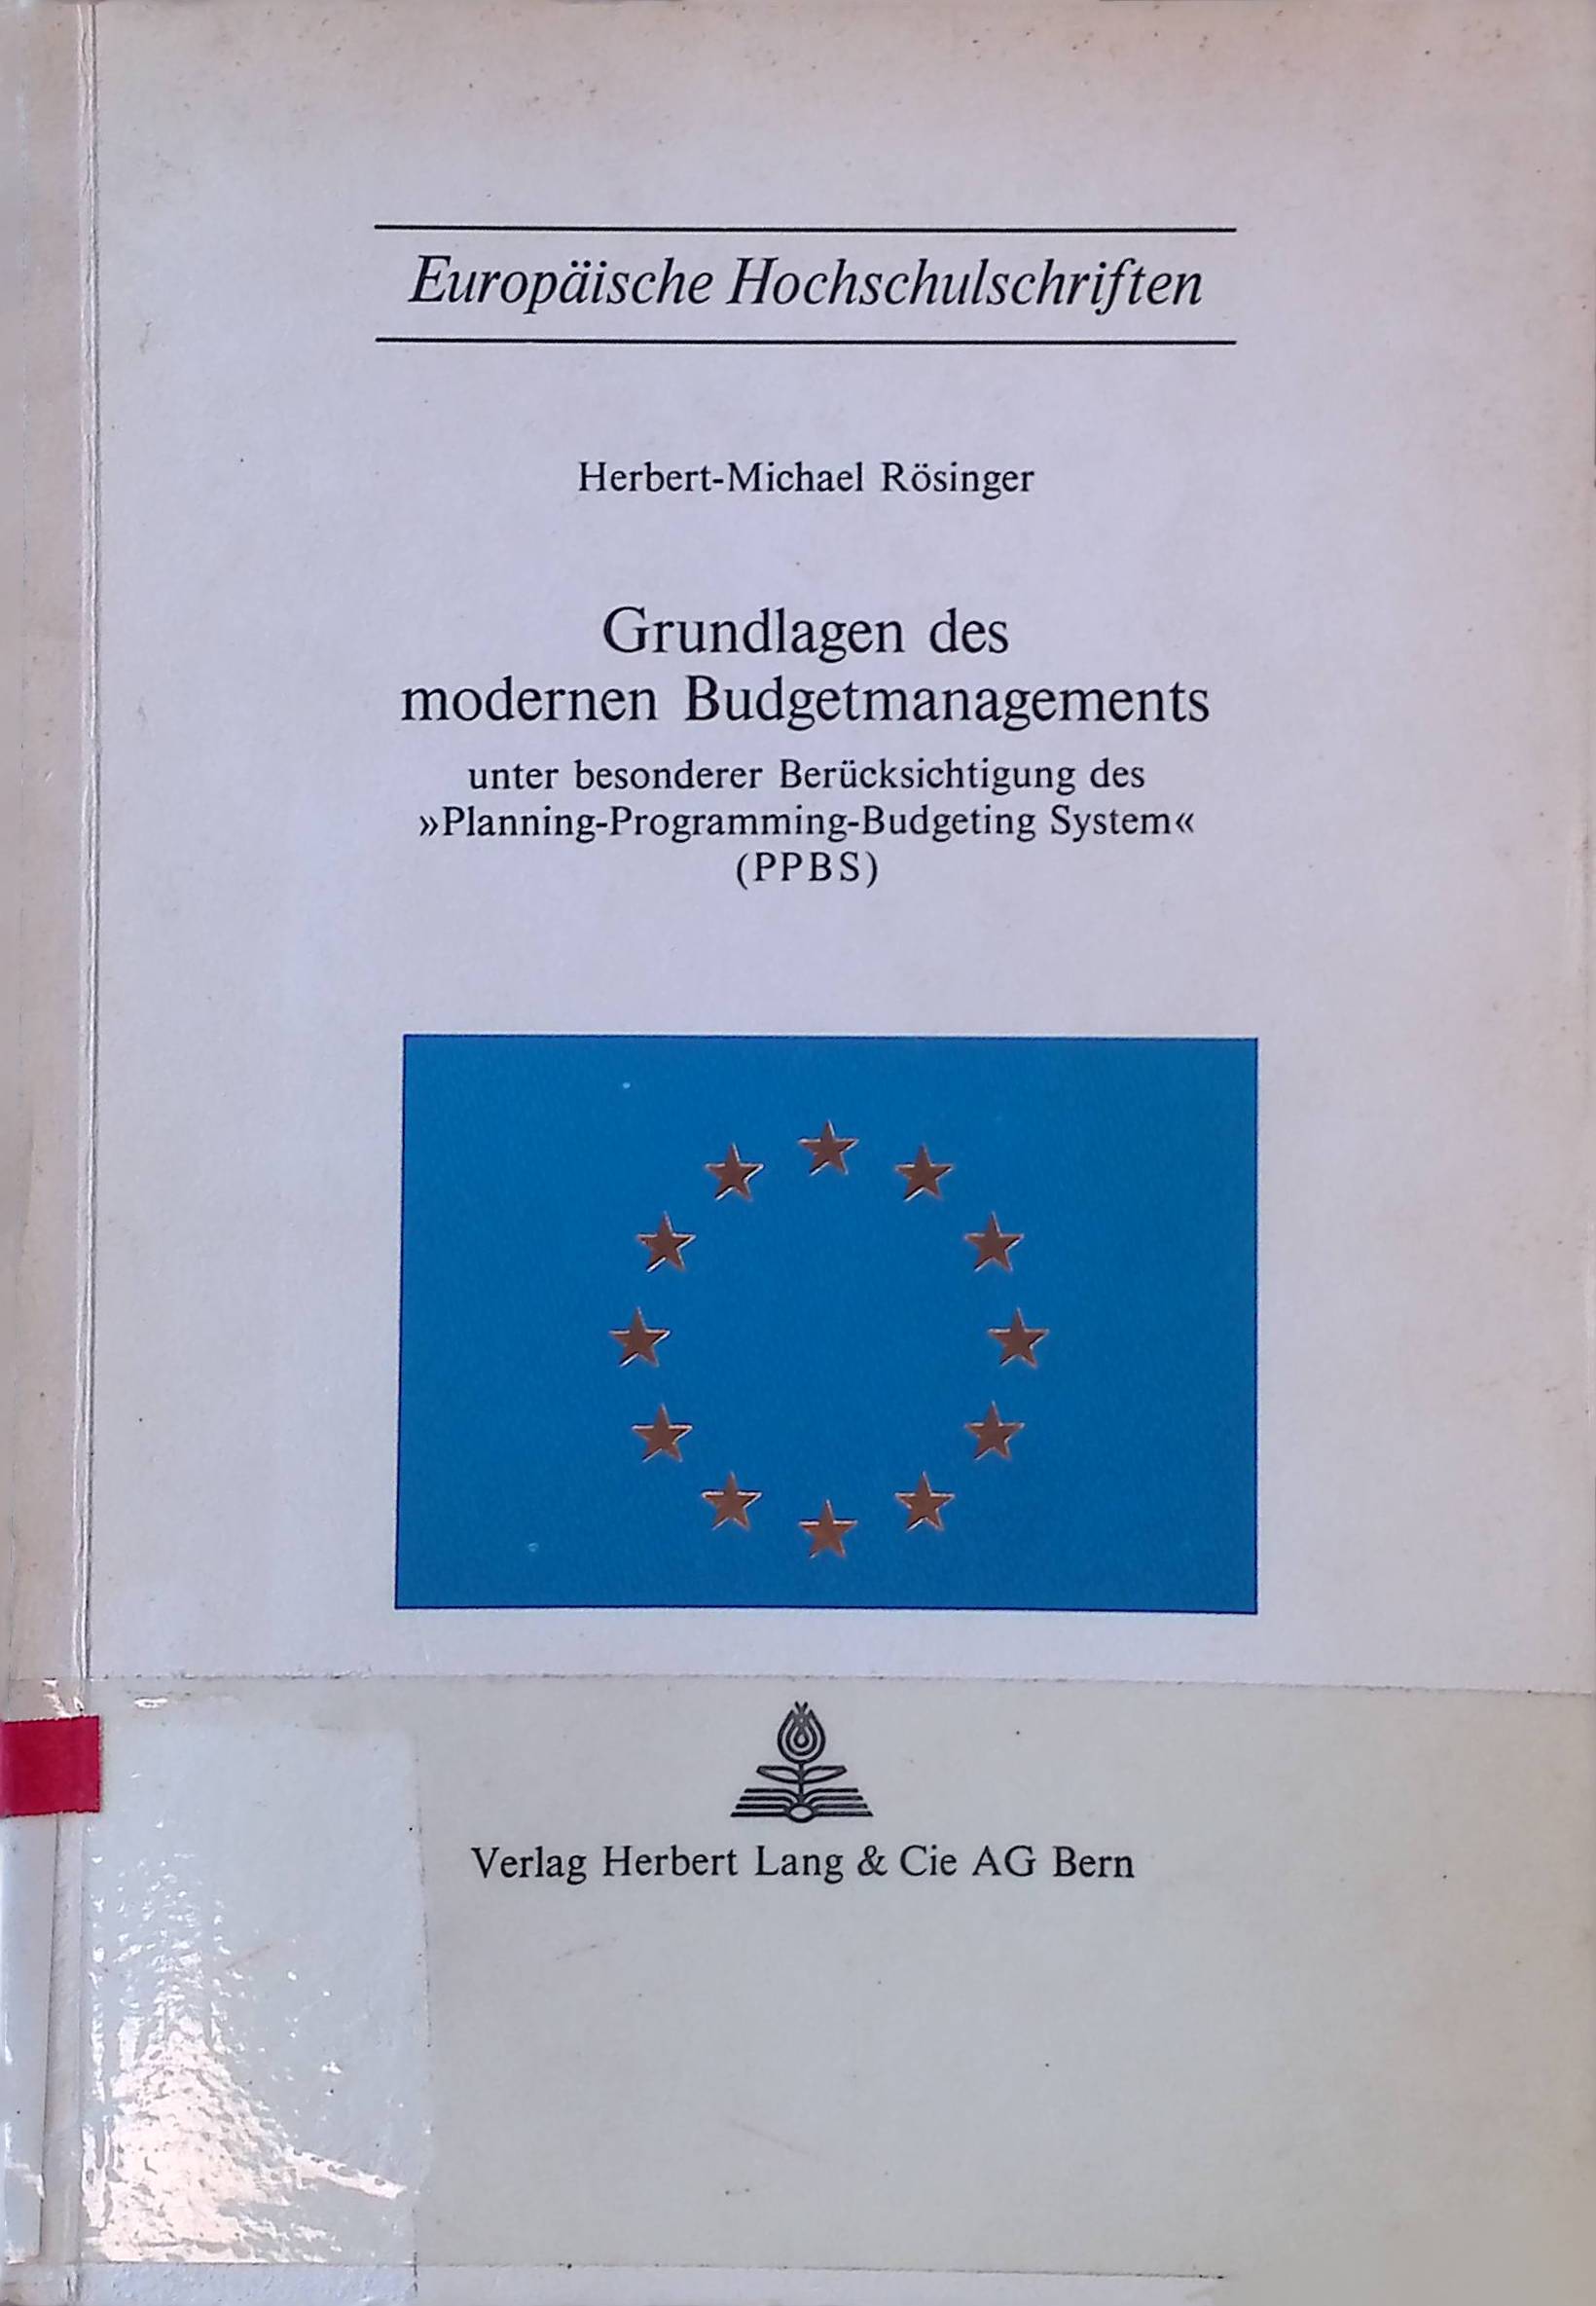 Europäische Hochschulschriften
Herbert-Michael Rösinger
Grundlagen des
modernen Budgetmanagements
unter besonderer Berücksichtigung des
»Planning-Programming-Budgeting System«
(PPBS)
Verlag Herbert Lang & Cie AG Bern